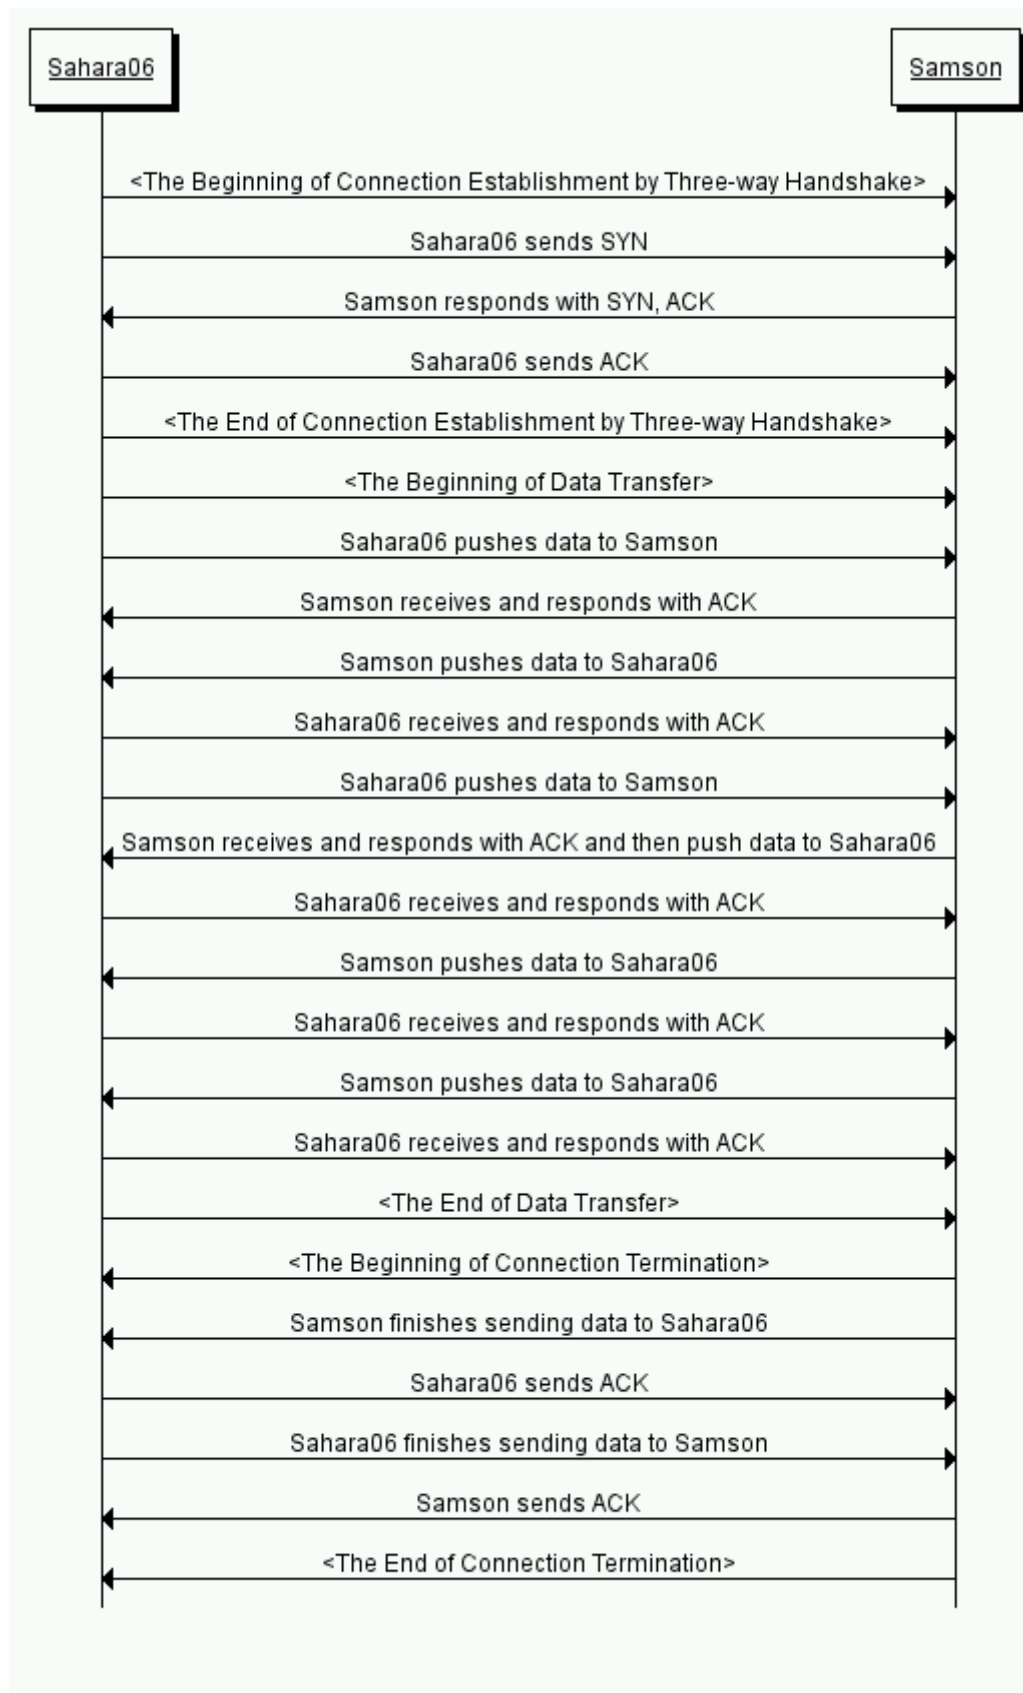 Sahara06
Samson
<The Beginning of Connection Establishment by Three-way Handshake>
Sahara06 sends SYN
Samson responds with SYN, ACK
Sahara06 sends ACK
<The End of Connection Establishment by Three-way Handshake>
<The Beginning of Data Transfer>
Sahara06 pushes data to Samson
Samson receives and responds with ACK
Samson pushes data to Sahara06
Sahara06 receives and responds with ACK
Sahara06 pushes data to Samson
Samson receives and responds with ACK and then push data to Sahara06
Sahara06 receives and responds with ACK
Samson pushes data to Sahara06
Sahara06 receives and responds with ACK
Samson pushes data to Sahara06
Sahara06 receives and responds with ACK
<The End of Data Transfer>
<The Beginning of Connection Termination>
Samson finishes sending data to Sahara06
Sahara06 sends ACK
Sahara06 finishes sending data to Samson
Samson sends ACK
<The End of Connection Termination>